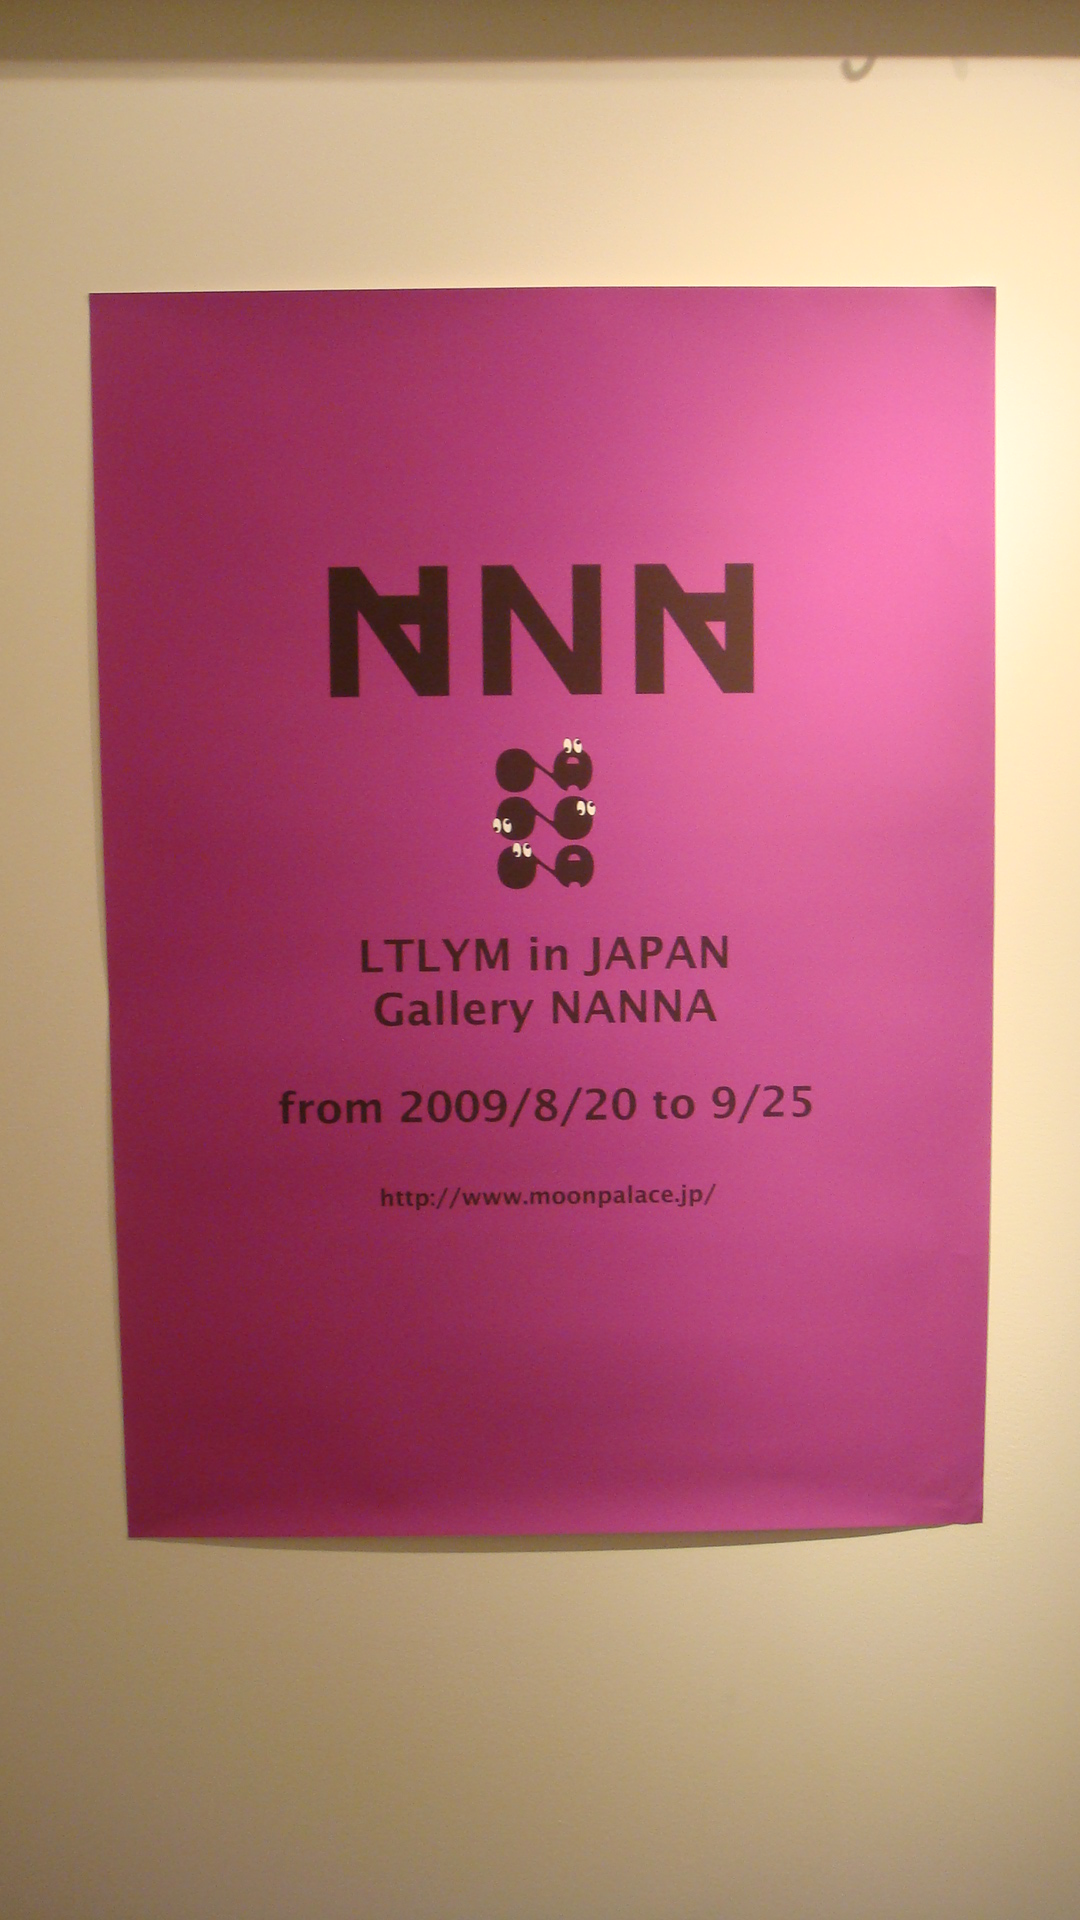 NNN
LTLYM in JAPAN
Gallery NANNA
from 2009/8/20 to 9/25
http://www.moonpalace.jp/